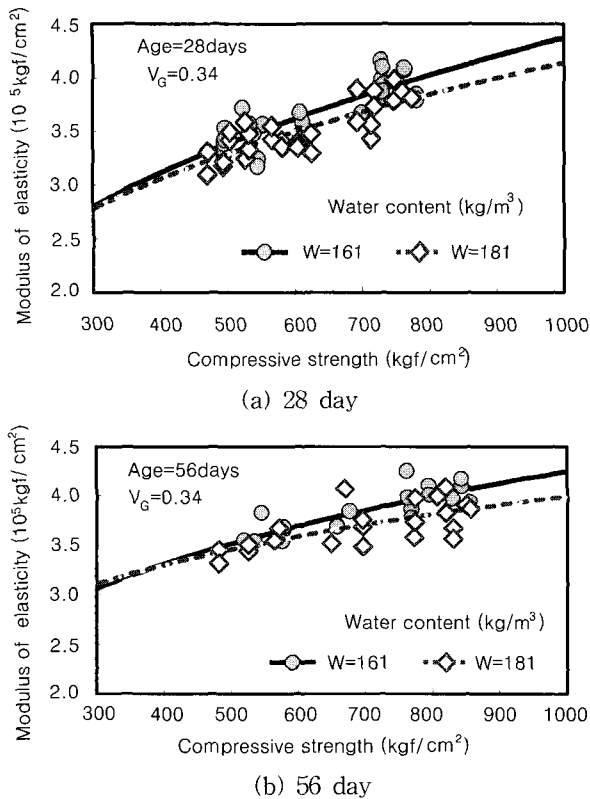 4.5
4.0
3.5
3.0
2.5
2.0
Modulus of elasticity (10 ⁵kgf/cm²)
Age=28days
V_G=0.34
Water content (kg/m³)
W=161 W=181
300 400 500 600 700 800 900 1000
Compressive strength (kgf/cm²)
(a) 28 day
4.5
4.0
3.5
3.0
2.5
2.0
Modulus of elasticity (10⁵kgf/cm²)
Age=56days
V_G=0.34
Water content (kg/m³)
W=161 W=181
300 400 500 600 700 800 900 1000
Compressive strength (kgf/cm²)
(b) 56 day